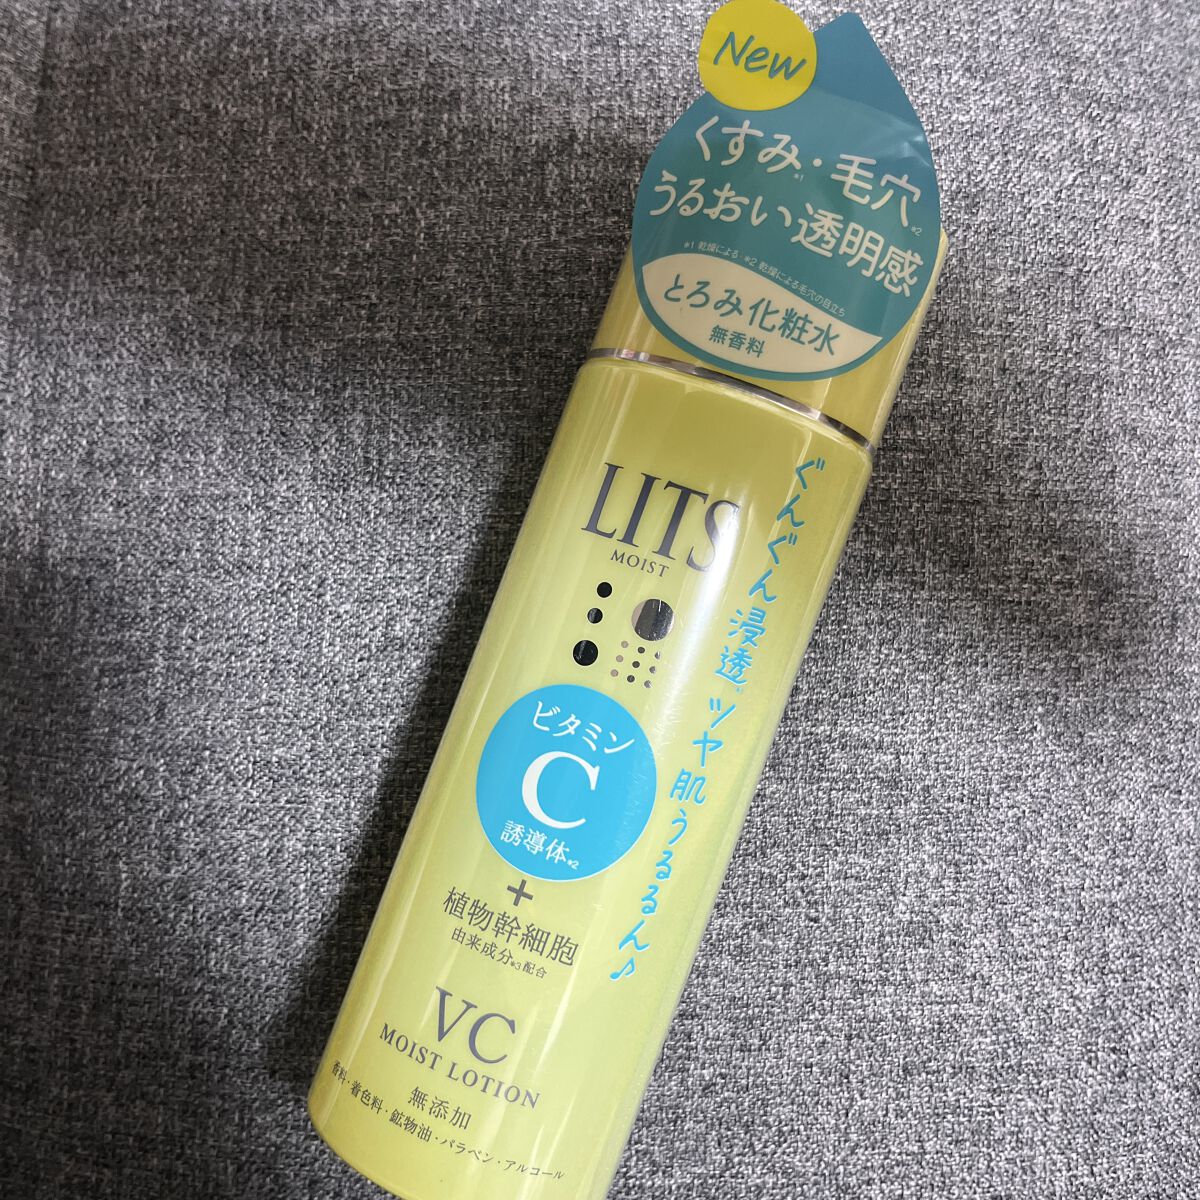 New
くすみ*1・毛穴*2
うるおい透明感
*1 乾燥による *2 乾燥による毛穴の目立ち
とろみ化粧水
無香料
LITS
MOIST
ぐんぐん浸透*1ツヤ肌うるるん♪
ビタミン
C
誘導体*2
+
植物幹細胞
由来成分*3配合
VC
MOIST LOTION
無添加
香料・着色料・鉱物油・パラベン・アルコール